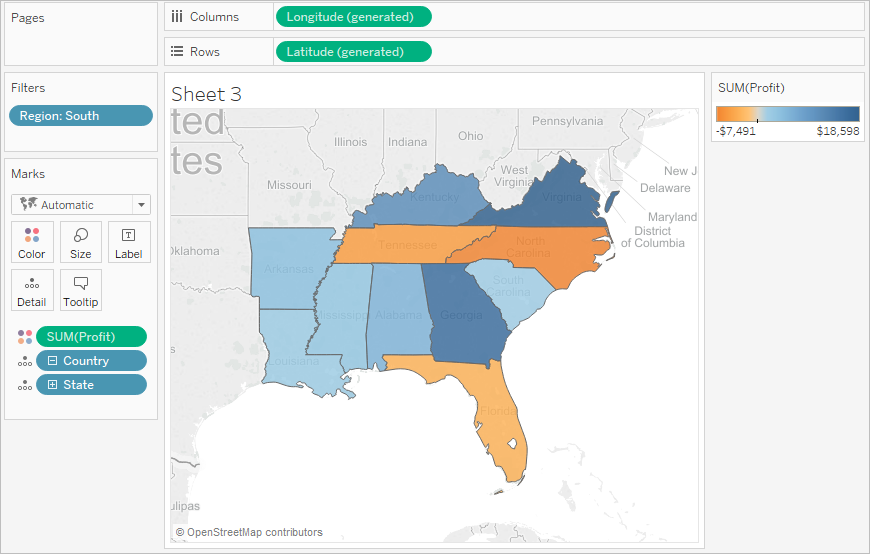 Pages
Columns
Longitude (generated)
Rows
Latitude (generated)
Filters
Region: South
Marks
Automatic
Color
Size
Label
Detail
Tooltip
SUM(Profit)
Country
State
Sheet 3
ted
tes
Pennsylvania
Ohio
Illinois
Indiana
West
Virginia
New J
Missouri
Kentucky
Virginia
Delaware
Maryland
District
of Columbia
klahoma
Tennessee
North
Carolina
Arkansas
South
Carolina
Mississippi
Alabama
Georgia
s
Louisiana
Florida
ulipas
© OpenStreetMap contributors
SUM(Profit)
-$7,491
$18,598